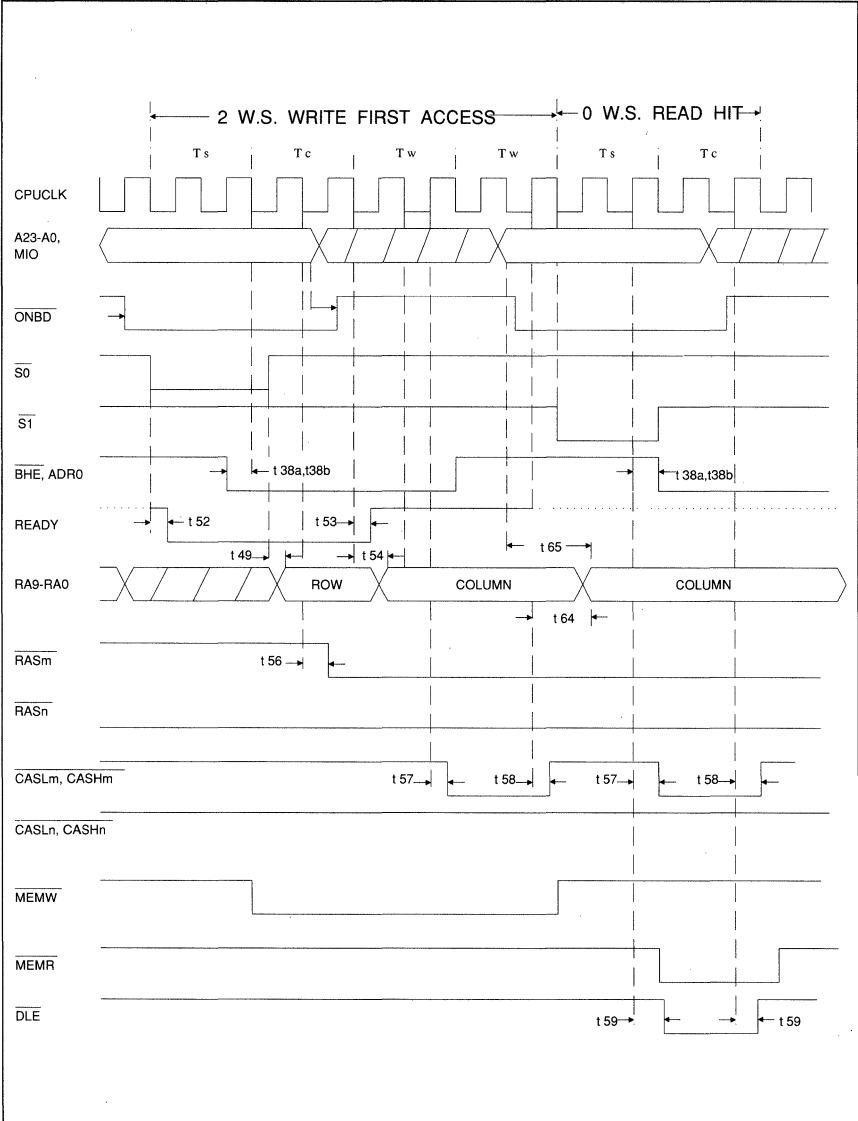 2 W.S. WRITE FIRST ACCESS 0 W.S. READ HIT
Ts Tc Tw Tw Ts Tc
CPUCLK
A23-A0,
MIO
ONBD
S0
S1
t 38a,t38b t 38a,t38b
BHE, ADR0
t 52 t 53
READY
t 49 t 54 t 65
RA9-RA0 ROW COLUMN COLUMN
t 64
RASm t 56
RASn
CASLm, CASHm t 57 t 58 t 57 t 58
CASLn, CASHn
MEMW
MEMR
DLE
t 59 t 59